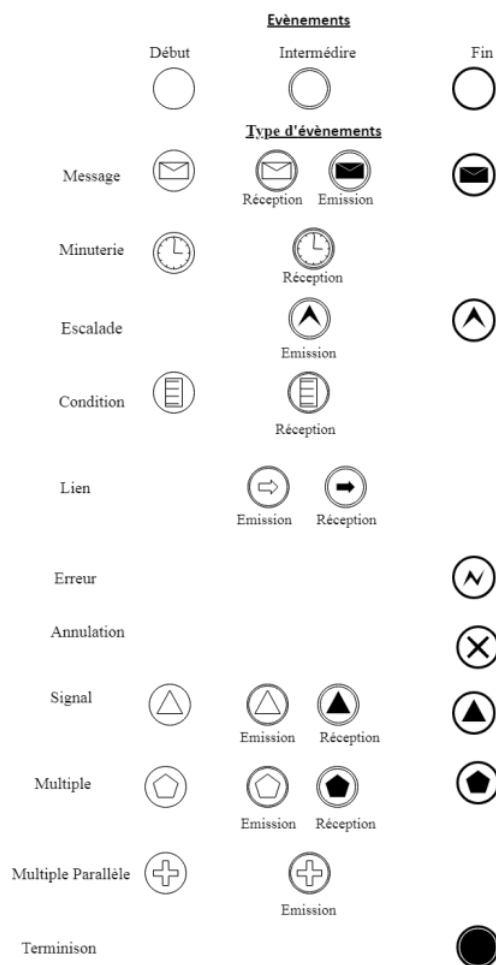 Evènements
Début Intermédire Fin
Type d'évènements
Message
Réception Emission
Minuterie
Réception
Escalade
Emission
Condition
Réception
Lien
Emission Réception
Erreur
Annulation
Signal
Emission Réception
Multiple
Emission Réception
Multiple Parallèle
Emission
Terminison